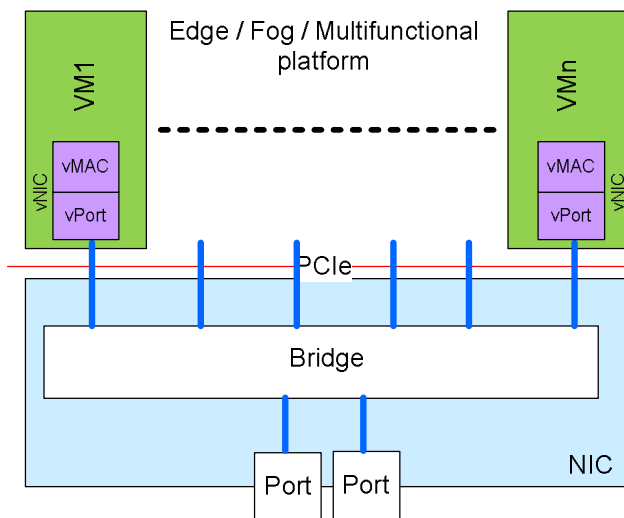 Edge / Fog / Multifunctional
platform
VM1
VMn
vNIC
vMAC
vPort
vMAC
vPort
vNIC
PCIe
Bridge
NIC
Port
Port